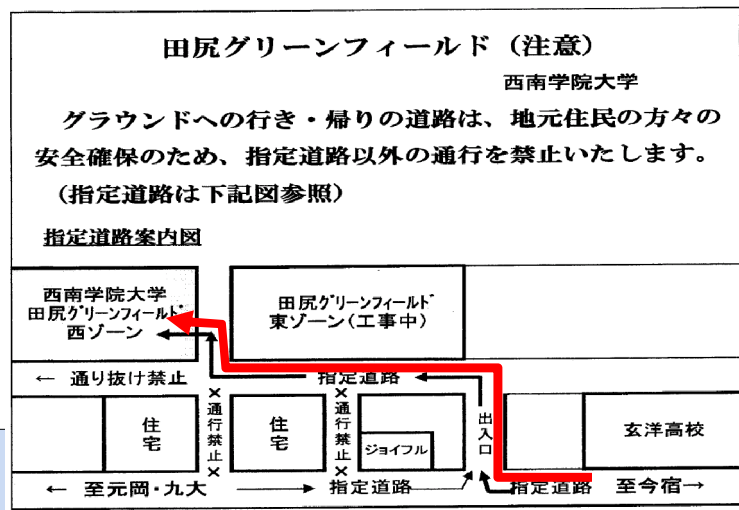 田尻グリーンフィールド（注意）
西南学院大学
グラウンドへの行き・帰りの道路は、地元住民の方々の
安全確保のため、指定道路以外の通行を禁止いたします。
（指定道路は下記図参照）
指定道路案内図
西南学院大学
田尻ｸﾞﾘｰﾝﾌｨｰﾙﾄﾞ
西ゾーン
田尻ｸﾞﾘｰﾝﾌｨｰﾙﾄﾞ
東ゾーン（工事中）
← 通り抜け禁止
指定道路
住宅
×通行禁止×
住宅
×通行禁止×
ジョイフル
出入口
玄洋高校
← 至元岡・九大
指定道路
指定道路
至今宿→